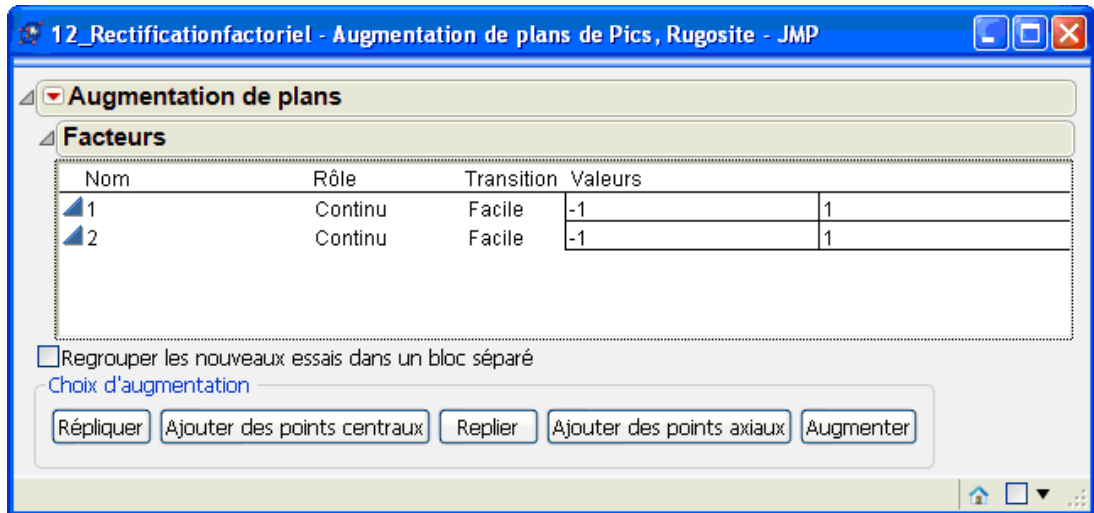 12_Rectificationfactoriel - Augmentation de plans de Pics, Rugosite - JMP
Augmentation de plans
Facteurs
Nom Rôle Transition Valeurs
1 Continu Facile -1 1
2 Continu Facile -1 1
Regrouper les nouveaux essais dans un bloc séparé
Choix d'augmentation
Répliquer Ajouter des points centraux Replier Ajouter des points axiaux Augmenter